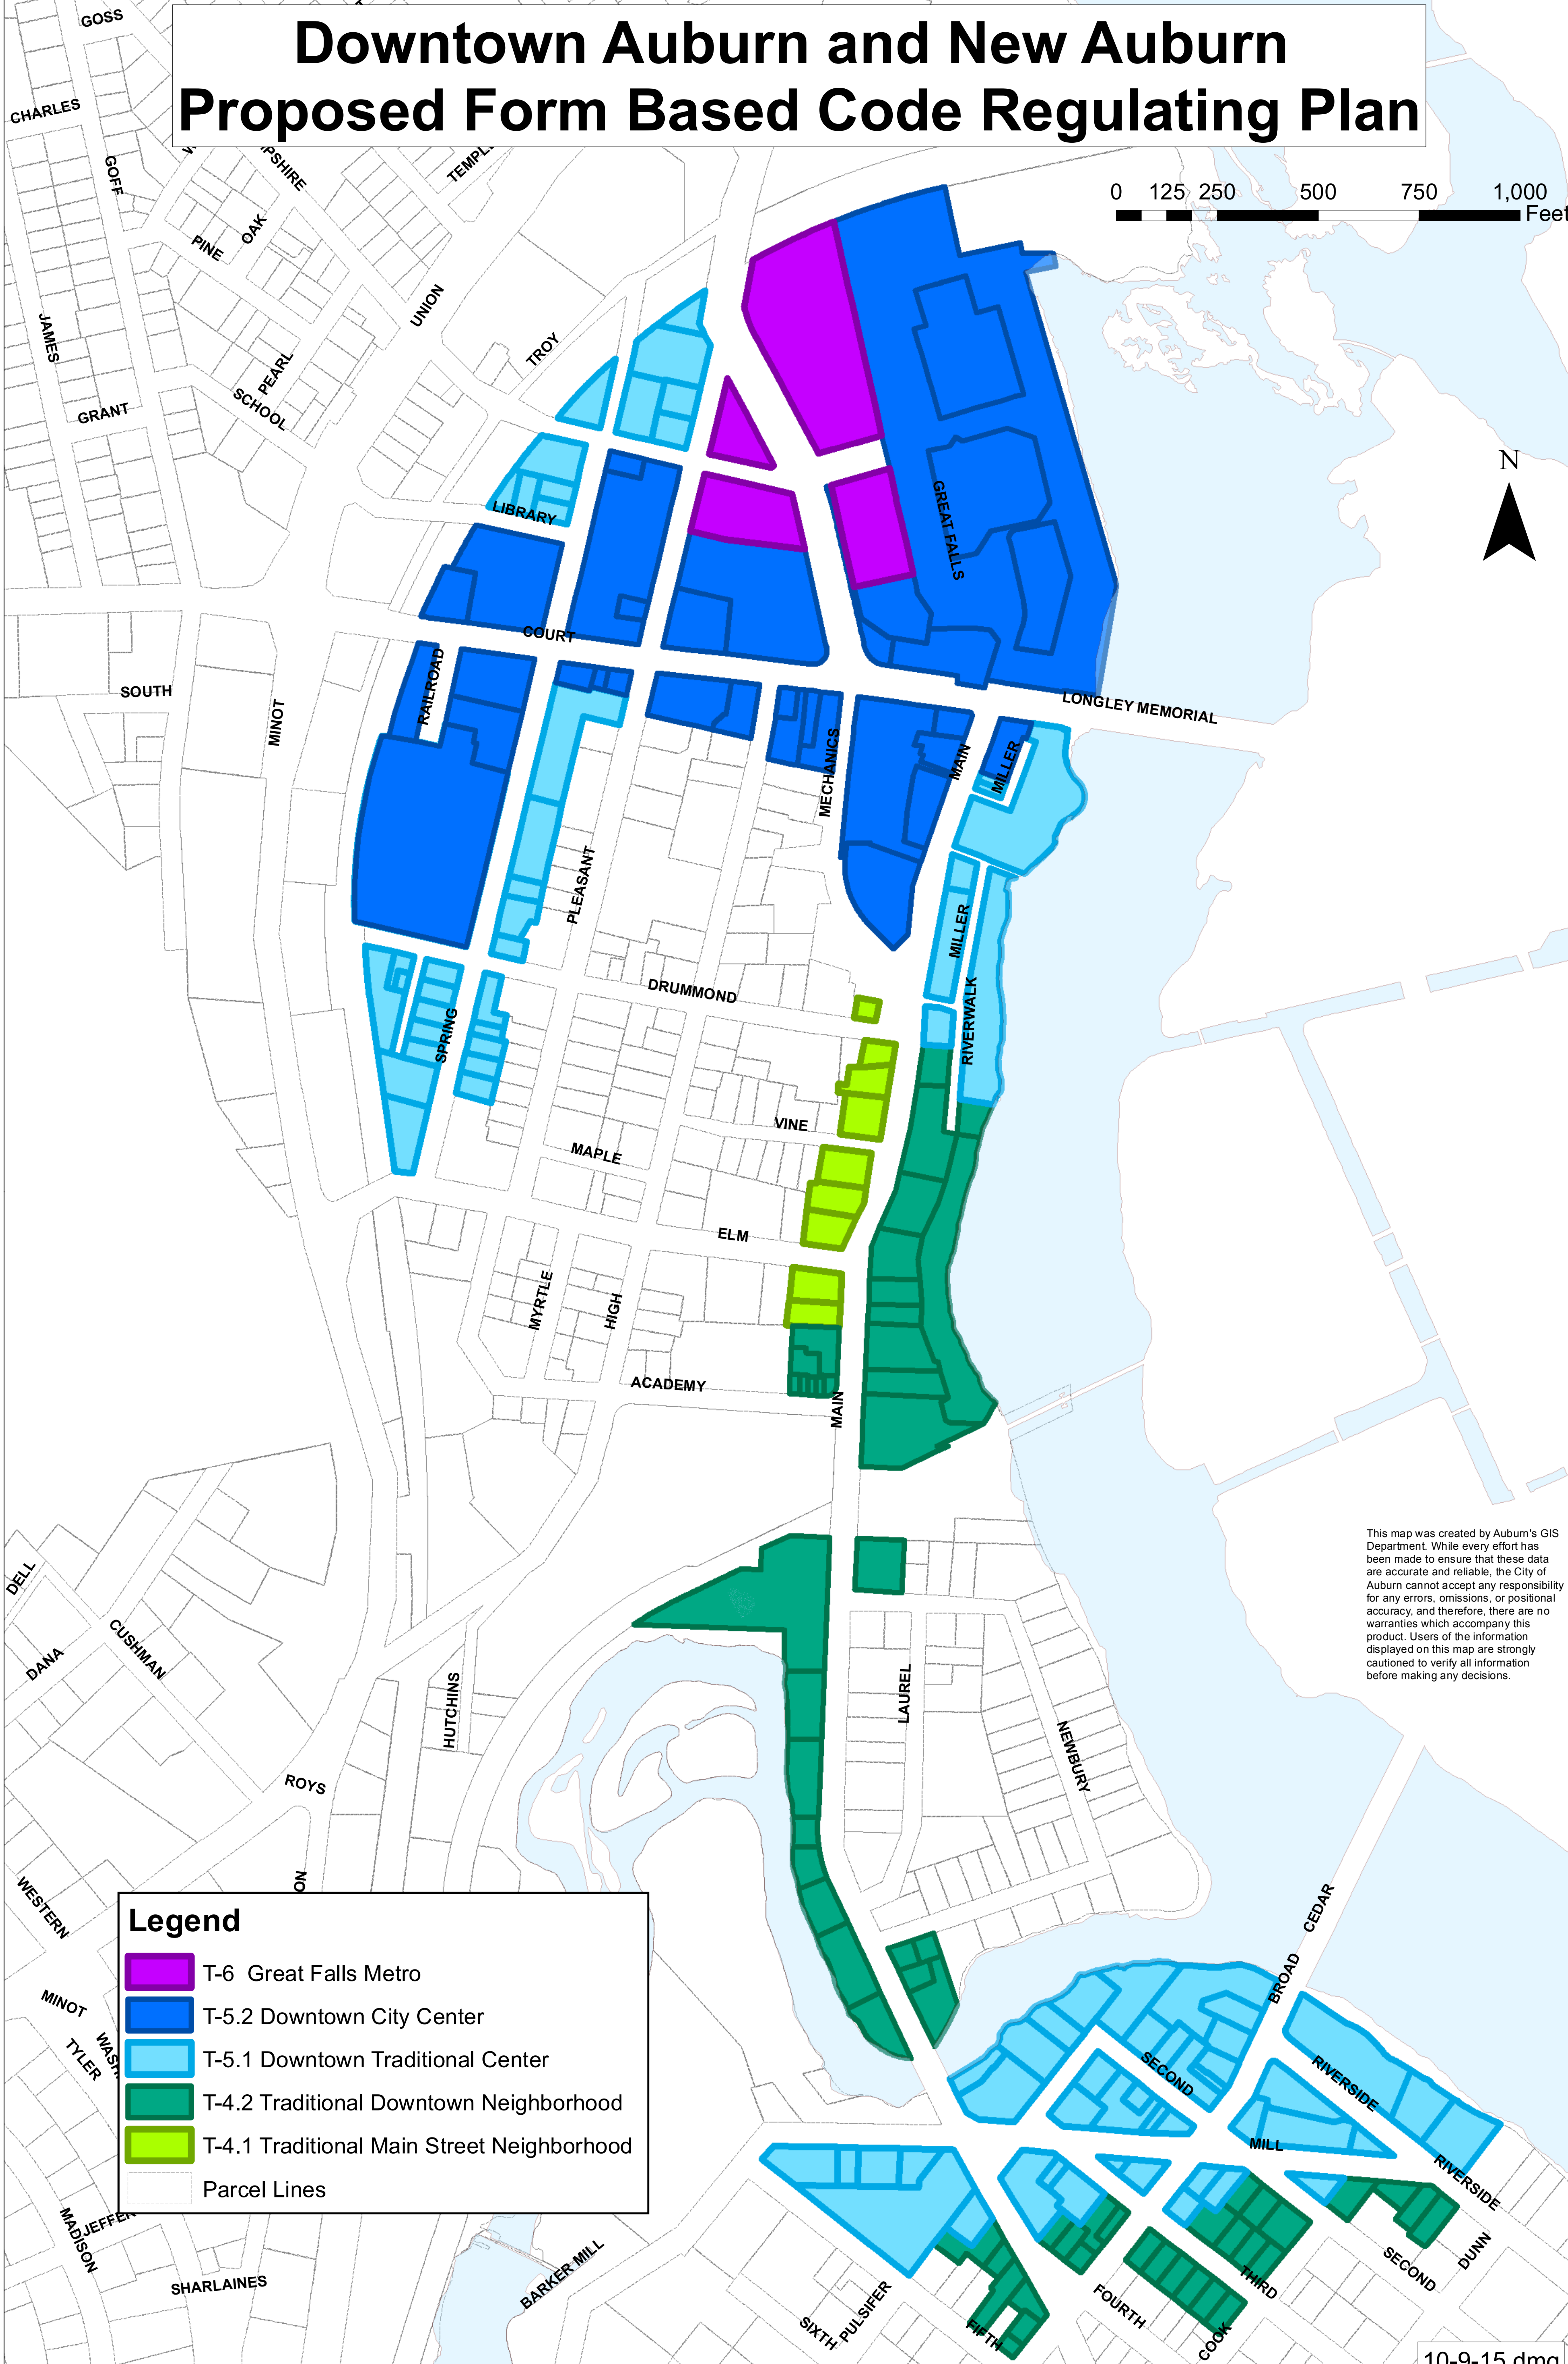 GOSS
Downtown Auburn and New Auburn
Proposed Form Based Code Regulating Plan
CHARLES
GOFF
PINE
OAK
UNION
JAMES
TROY
PEARL
GRANT
SCHOOL
0 125 250 500 750 1,000
Feet
N
LIBRARY
GREAT FALLS
COURT
SOUTH
MINOT
RAILROAD
LONGLEY MEMORIAL
MECHANICS
MAIN
MILLER
PLEASANT
MILLER
DRUMMOND
RIVERWALK
SPRING
VINE
MAPLE
ELM
MYRTLE
HIGH
ACADEMY
MAIN
This map was created by Auburn's GIS
Department. While every effort has
been made to ensure that these data
are accurate and reliable, the City of
Auburn cannot accept any responsibility
for any errors, omissions, or positional
accuracy, and therefore, there are no
warranties which accompany this
product. Users of the information
displayed on this map are strongly
cautioned to verify all information
before making any decisions.
DELL
DANA
CUSHMAN
HUTCHINS
LAUREL
NEWBURY
ROYS
WESTERN
ON
CEDAR
BROAD
Legend
T-6 Great Falls Metro
T-5.2 Downtown City Center
T-5.1 Downtown Traditional Center
T-4.2 Traditional Downtown Neighborhood
T-4.1 Traditional Main Street Neighborhood
Parcel Lines
MINOT
TYLER
MADISON
SHARLAINES
BARKER MILL
SECOND
RIVERSIDE
MILL
RIVERSIDE
SECOND
DUNN
THIRD
FOURTH
COOK
FIFTH
SIXTH
PULSIFER
10-9-15 dmg